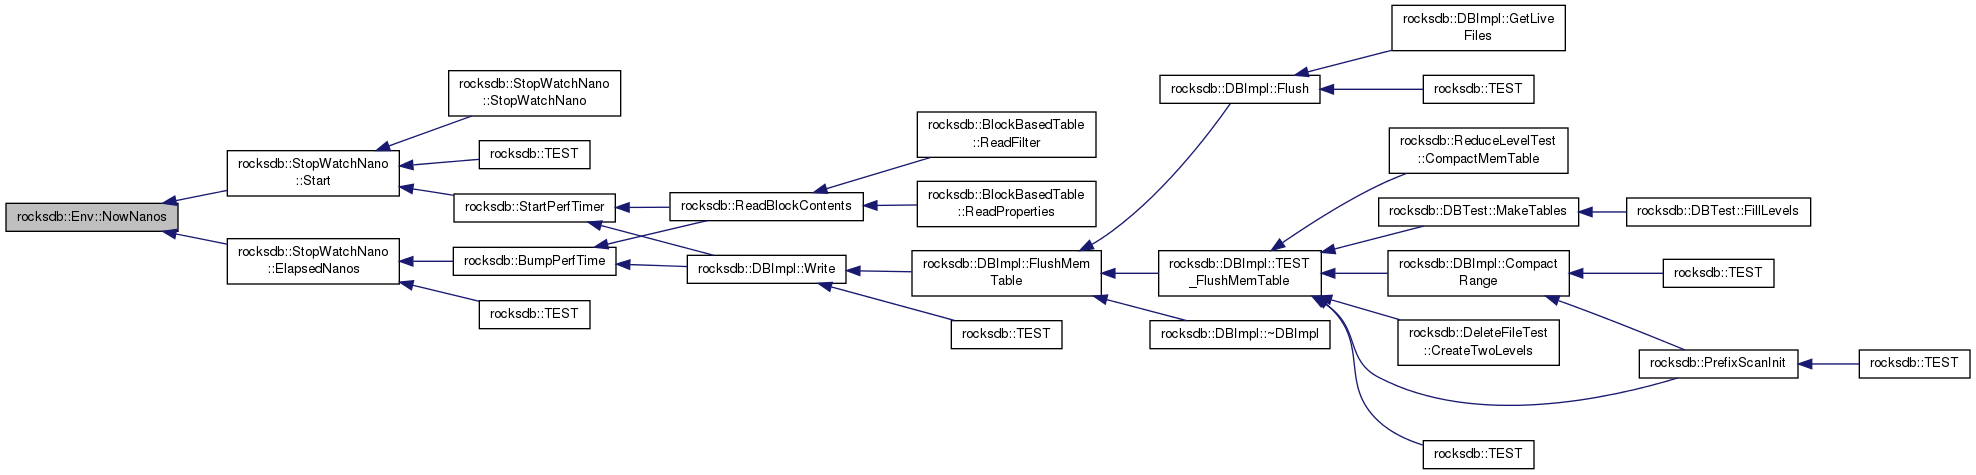 rocksdb::DBImpl::GetLive
Files
rocksdb::StopWatchNano
::StopWatchNano
rocksdb::DBImpl::Flush
rocksdb::TEST
rocksdb::BlockBasedTable
::ReadFilter
rocksdb::ReduceLevelTest
::CompactMemTable
rocksdb::TEST
rocksdb::StopWatchNano
::Start
rocksdb::StartPerfTimer
rocksdb::ReadBlockContents
rocksdb::BlockBasedTable
::ReadProperties
rocksdb::DBTest::MakeTables
rocksdb::DBTest::FillLevels
rocksdb::Env::NowNanos
rocksdb::StopWatchNano
::ElapsedNanos
rocksdb::BumpPerfTime
rocksdb::DBImpl::Write
rocksdb::DBImpl::FlushMem
Table
rocksdb::DBImpl::TEST
_FlushMemTable
rocksdb::DBImpl::Compact
Range
rocksdb::TEST
rocksdb::TEST
rocksdb::TEST
rocksdb::DBImpl::~DBImpl
rocksdb::DeleteFileTest
::CreateTwoLevels
rocksdb::PrefixScanInit
rocksdb::TEST
rocksdb::TEST